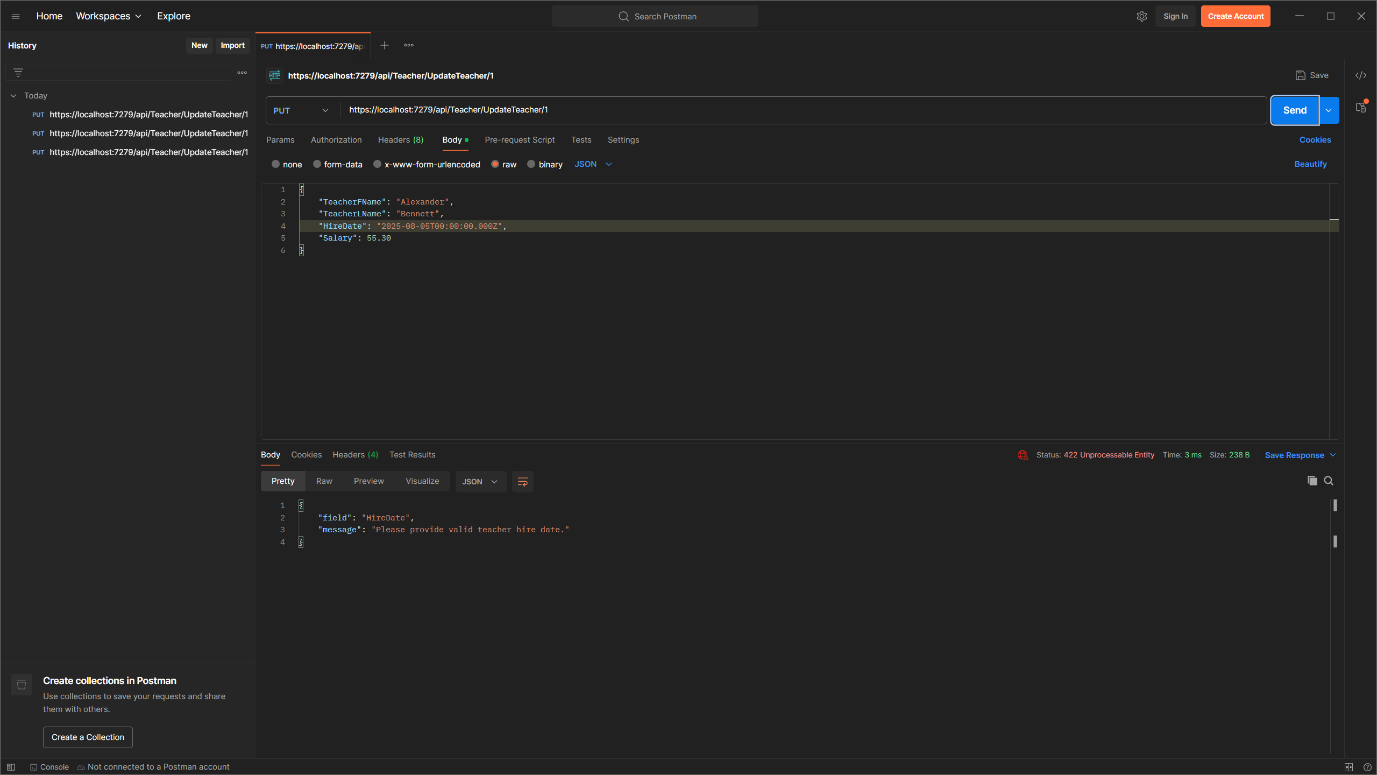 Home Workspaces Explore Search Postman Sign In Create Account
History New Import
PUT https://localhost:7279/ap
https://localhost:7279/api/Teacher/UpdateTeacher/1 Save
Today
PUT https://localhost:7279/api/Teacher/UpdateTeacher/1
PUT https://localhost:7279/api/Teacher/UpdateTeacher/1
PUT https://localhost:7279/api/Teacher/UpdateTeacher/1
PUT https://localhost:7279/api/Teacher/UpdateTeacher/1 Send
Params Authorization Headers (8) Body Pre-request Script Tests Settings Cookies
none form-data x-www-form-urlencoded raw binary JSON Beautify
1 {
2 "TeacherFName": "Alexander",
3 "TeacherLName": "Bennett",
4 "HireDate": "2025-08-05T00:00:00.000Z",
5 "Salary": 55.30
6 }
Body Cookies Headers (4) Test Results Status: 422 Unprocessable Entity Time: 3 ms Size: 238 B Save Response
Pretty Raw Preview Visualize JSON
1 {
2 "field": "HireDate",
3 "message": "Please provide valid teacher hire date."
4 }
Create collections in Postman
Use collections to save your requests and share
them with others.
Create a Collection
Console Not connected to a Postman account